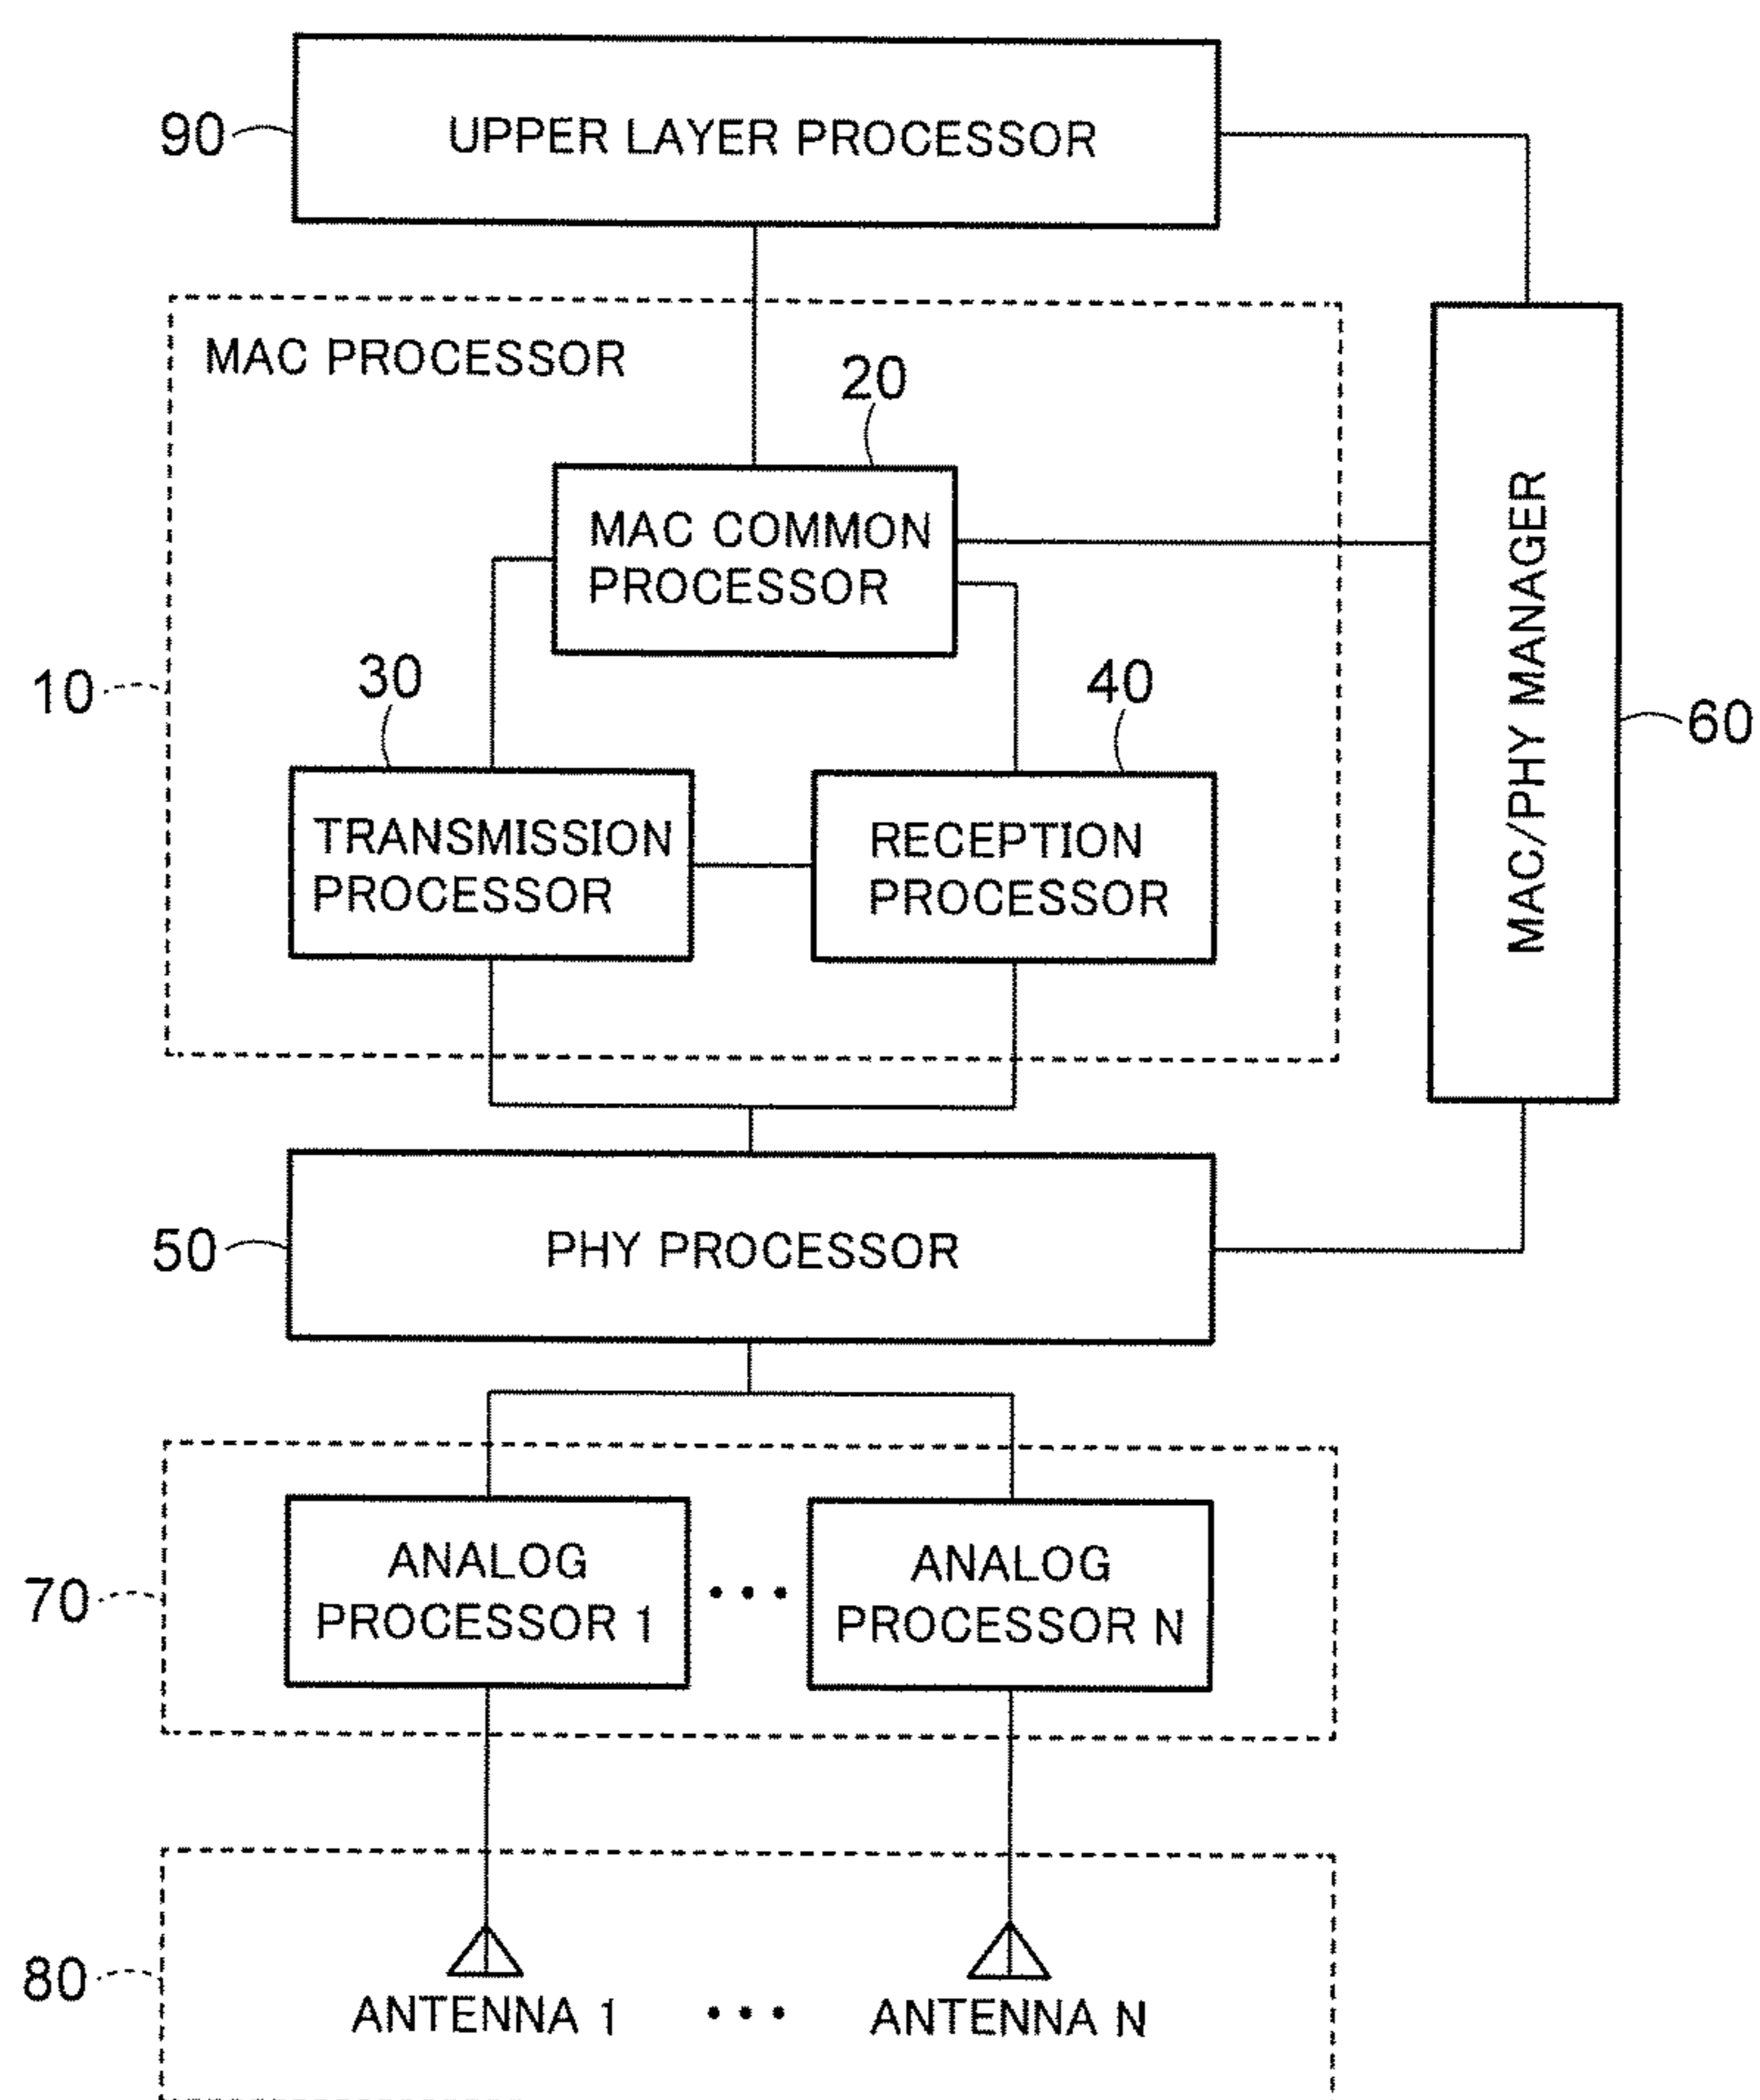 90
UPPER LAYER PROCESSOR
MAC PROCESSOR
20
MAC COMMON
PROCESSOR
10
30
40
TRANSMISSION
PROCESSOR
RECEPTION
PROCESSOR
MAC/PHY MANAGER
60
50
PHY PROCESSOR
70
ANALOG
PROCESSOR 1
• • •
ANALOG
PROCESSOR N
80
ANTENNA 1
• • •
ANTENNA N